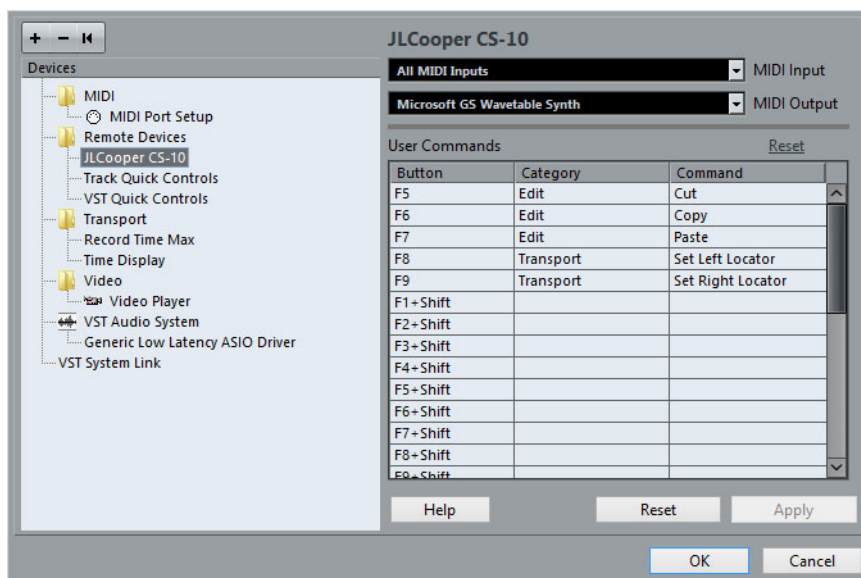 Devices
MIDI
MIDI Port Setup
Remote Devices
JLCooper CS-10
Track Quick Controls
VST Quick Controls
Transport
Record Time Max
Time Display
Video
Video Player
VST Audio System
Generic Low Latency ASIO Driver
VST System Link
JLCooper CS-10
All MIDI Inputs MIDI Input
Microsoft GS Wavetable Synth MIDI Output
User Commands Reset
Button Category Command
F5 Edit Cut
F6 Edit Copy
F7 Edit Paste
F8 Transport Set Left Locator
F9 Transport Set Right Locator
F1+Shift
F2+Shift
F3+Shift
F4+Shift
F5+Shift
F6+Shift
F7+Shift
F8+Shift
F9+Shift
Help Reset Apply
OK Cancel